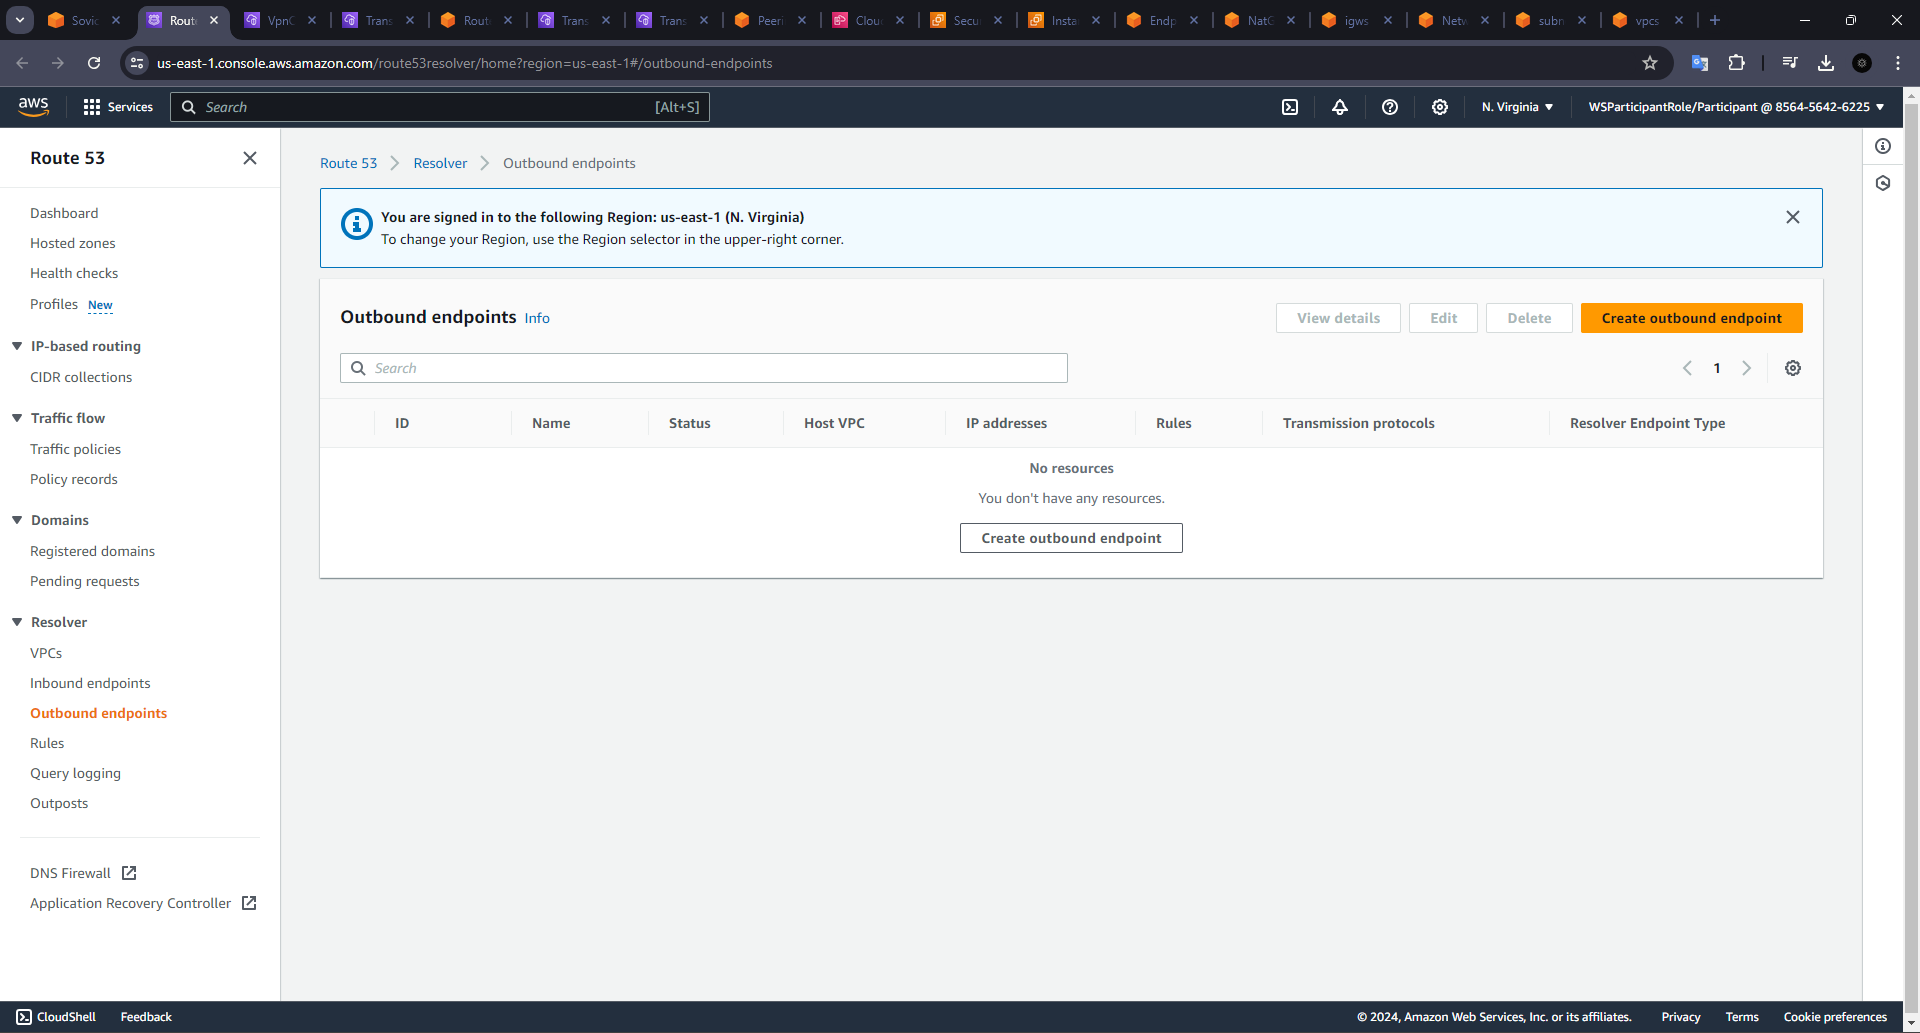 Sovic
Route
VpnC
Trans
Route
Trans
Trans
Peeri
Clou
Secur
Insta
Endp
NatG
igws
Netw
subn
vpcs
us-east-1.console.aws.amazon.com/route53resolver/home?region=us-east-1#/outbound-endpoints
aws
Services
Search
[Alt+S]
N. Virginia
WSParticipantRole/Participant @ 8564-5642-6225
Route 53
Dashboard
Hosted zones
Health checks
Profiles New
IP-based routing
CIDR collections
Traffic flow
Traffic policies
Policy records
Domains
Registered domains
Pending requests
Resolver
VPCs
Inbound endpoints
Outbound endpoints
Rules
Query logging
Outposts
DNS Firewall
Application Recovery Controller
Route 53 Resolver Outbound endpoints
You are signed in to the following Region: us-east-1 (N. Virginia)
To change your Region, use the Region selector in the upper-right corner.
Outbound endpoints Info
View details
Edit
Delete
Create outbound endpoint
Search
1
ID Name Status Host VPC IP addresses Rules Transmission protocols Resolver Endpoint Type
No resources
You don't have any resources.
Create outbound endpoint
CloudShell Feedback
© 2024, Amazon Web Services, Inc. or its affiliates. Privacy Terms Cookie preferences